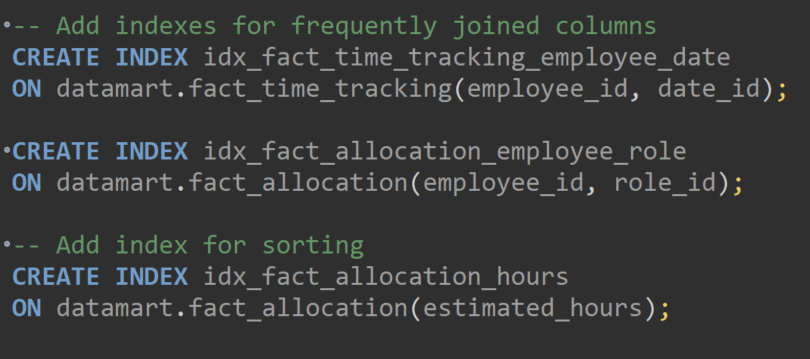 -- Add indexes for frequently joined columns
CREATE INDEX idx_fact_time_tracking_employee_date
ON datamart.fact_time_tracking(employee_id, date_id);
CREATE INDEX idx_fact_allocation_employee_role
ON datamart.fact_allocation(employee_id, role_id);
-- Add index for sorting
CREATE INDEX idx_fact_allocation_hours
ON datamart.fact_allocation(estimated_hours);